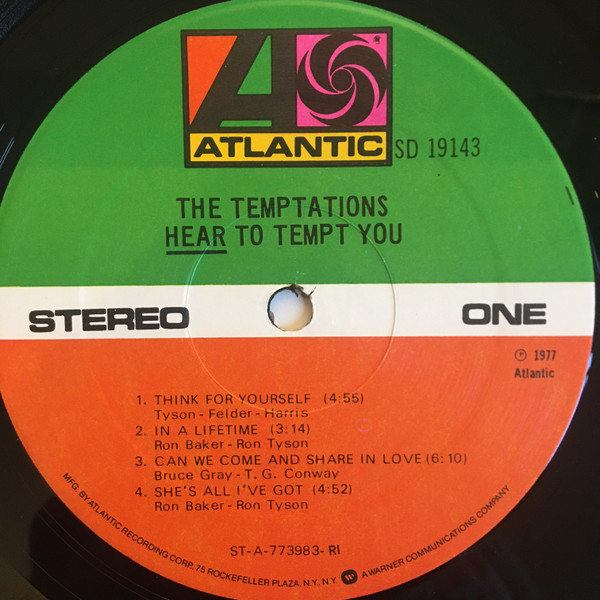 ATLANTIC
SD 19143
THE TEMPTATIONS
HEAR TO TEMPT YOU
STEREO
ONE
℗ 1977
Atlantic
1. THINK FOR YOURSELF (4:55)
Tyson - Felder - Harris
2. IN A LIFETIME (3:14)
Ron Baker - Ron Tyson
3. CAN WE COME AND SHARE IN LOVE (6:10)
Bruce Gray - T. G. Conway
4. SHE'S ALL I'VE GOT (4:52)
Ron Baker - Ron Tyson
ST-A-773983-RI
MFG. BY ATLANTIC RECORDING CORP. 75 ROCKEFELLER PLAZA, N.Y. N.Y. A WARNER COMMUNICATIONS COMPANY